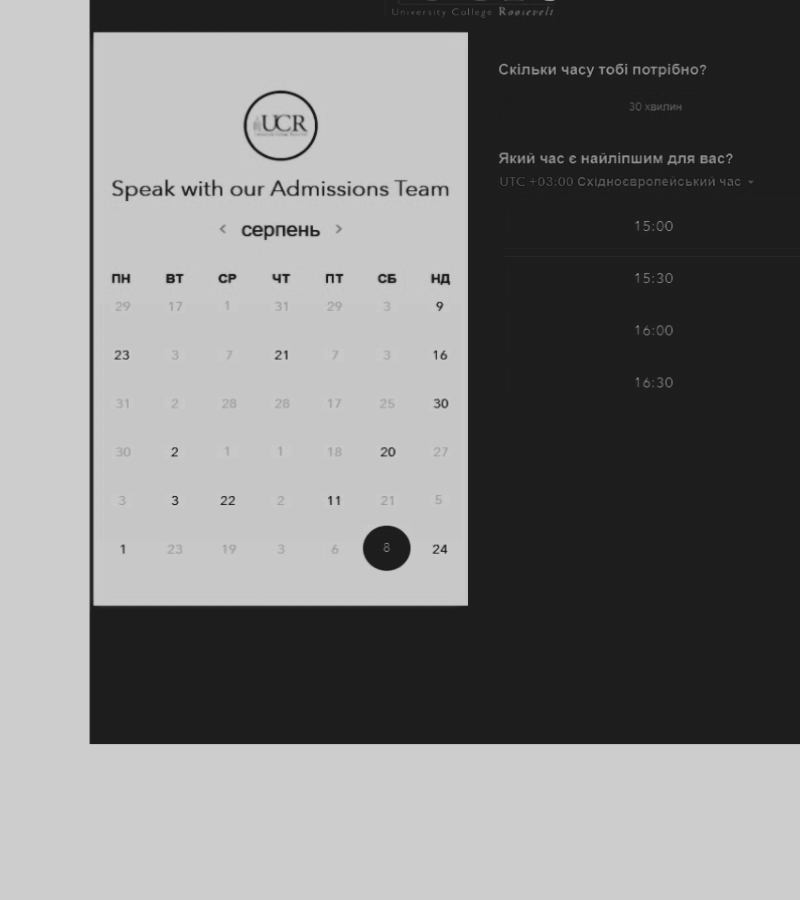 University College Roosevelt
UCR
Speak with our Admissions Team
серпень
ПН ВТ СР ЧТ ПТ СБ НД
29 17 1 31 29 3 9
23 3 7 21 7 3 16
31 2 28 28 17 25 30
30 2 1 1 18 20 27
3 3 22 2 11 21 5
1 23 19 3 6 8 24
Скільки часу тобі потрібно?
30 хвилин
Який час є найліпшим для вас?
UTC +03:00 Східноєвропейський час
15:00
15:30
16:00
16:30